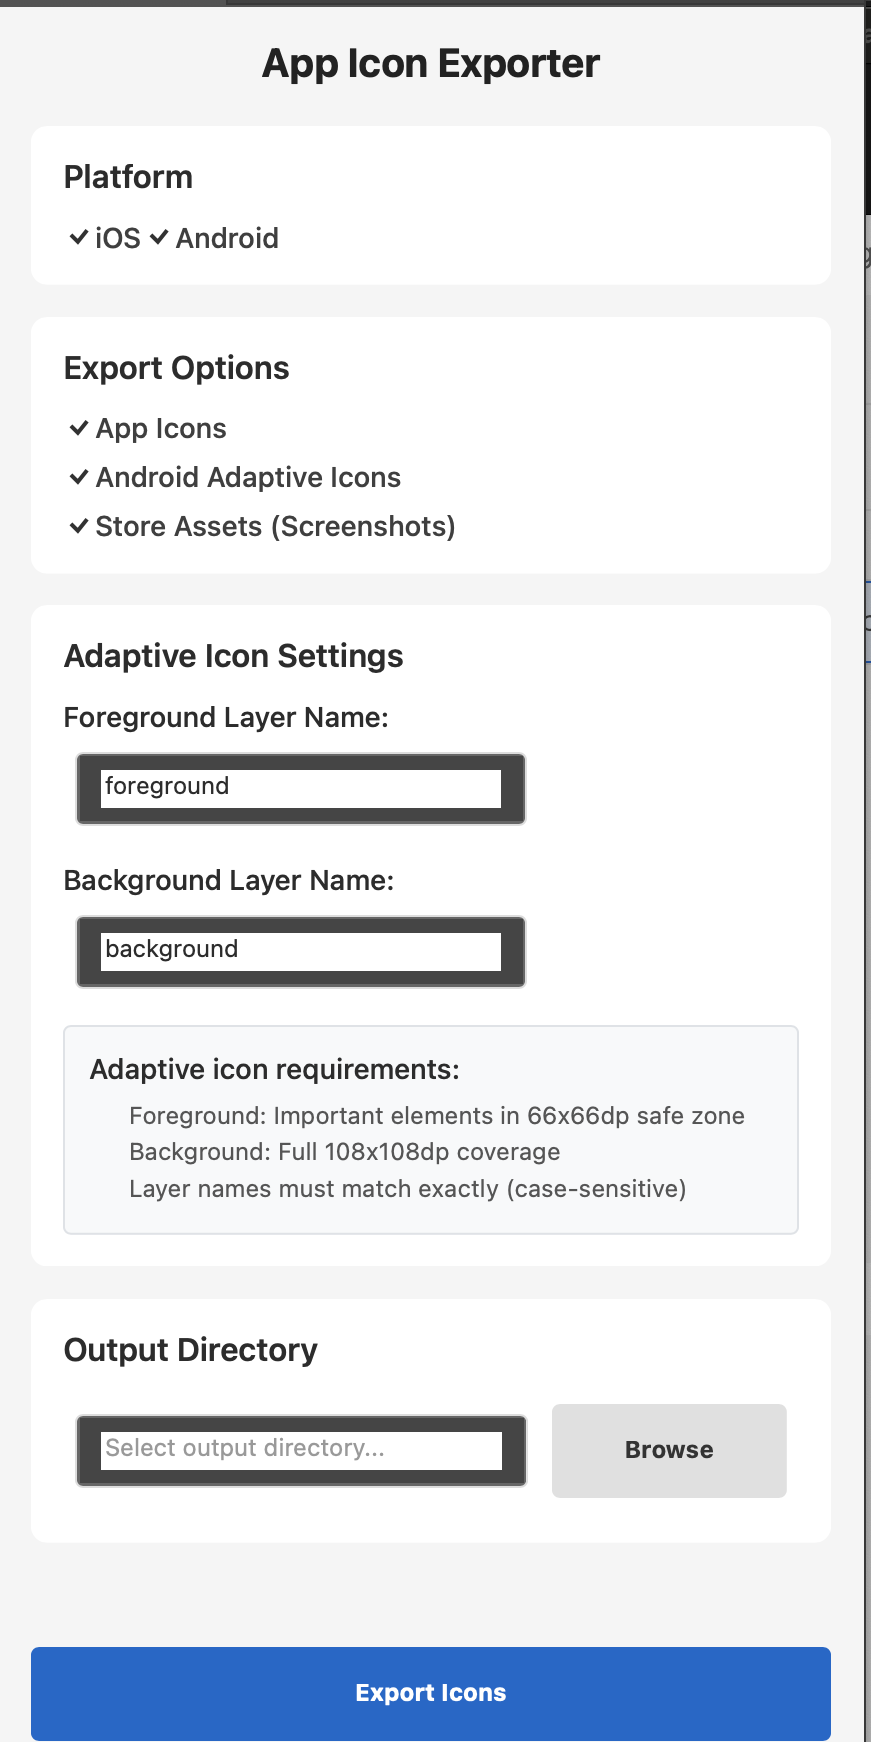 App Icon Exporter
Platform
iOS Android
Export Options
App Icons
Android Adaptive Icons
Store Assets (Screenshots)
Adaptive Icon Settings
Foreground Layer Name:
foreground
Background Layer Name:
background
Adaptive icon requirements:
Foreground: Important elements in 66x66dp safe zone
Background: Full 108x108dp coverage
Layer names must match exactly (case-sensitive)
Output Directory
Select output directory...
Browse
Export Icons